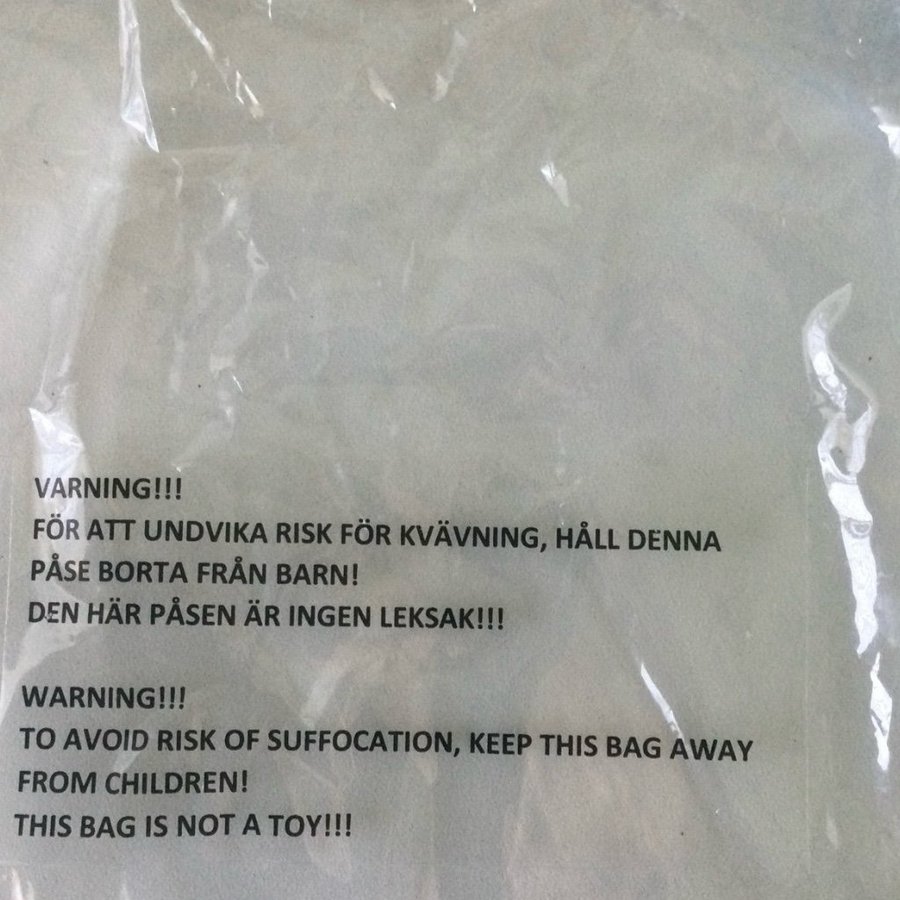 VARNING!!!
FÖR ATT UNDVIKA RISK FÖR KVÄVNING, HÅLL DENNA
PÅSE BORTA FRÅN BARN!
DEN HÄR PÅSEN ÄR INGEN LEKSAK!!!
WARNING!!!
TO AVOID RISK OF SUFFOCATION, KEEP THIS BAG AWAY
FROM CHILDREN!
THIS BAG IS NOT A TOY!!!